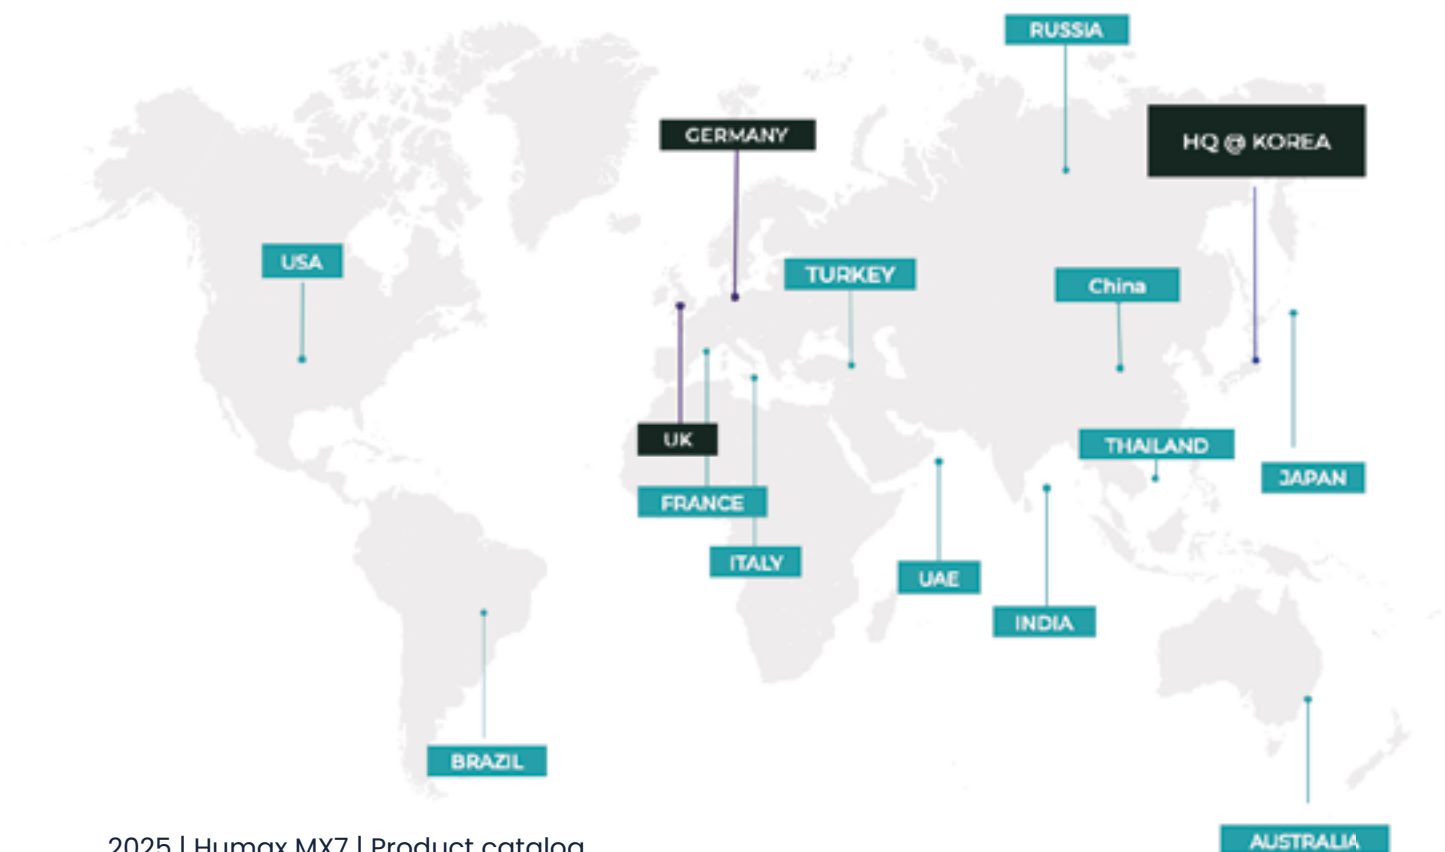 RUSSIA
GERMANY
HQ @ KOREA
USA
TURKEY
China
UK
THAILAND
JAPAN
FRANCE
ITALY
UAE
INDIA
BRAZIL
AUSTRALIA
2025 | Humax MX7 | Product catalog